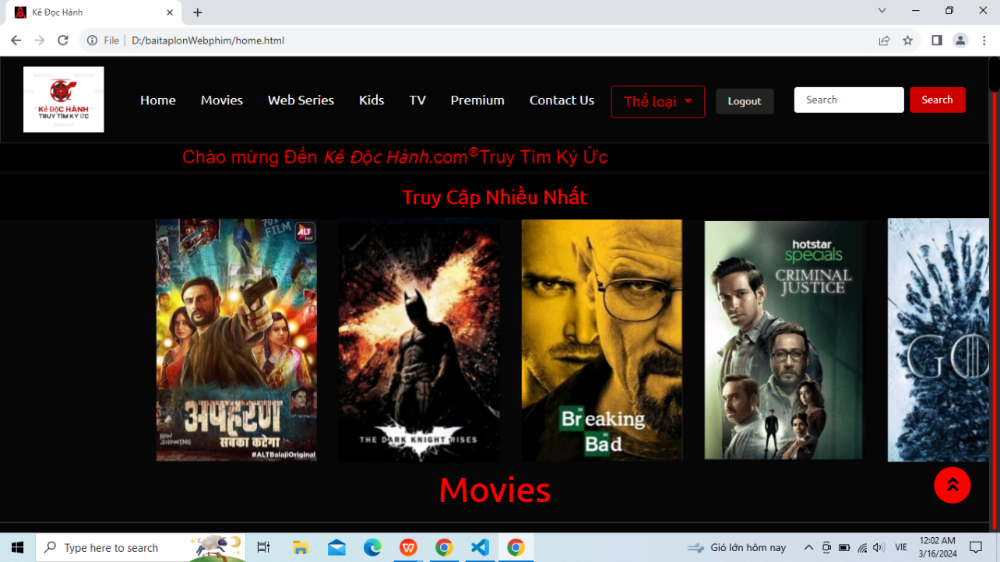 Kẻ Đọc Hành
File D:/baitaplonWebphim/home.html
KẺ ĐỘC HÀNH
TRUY TÌM KÝ ỨC
Home Movies Web Series Kids TV Premium Contact Us Thể loại Logout Search Search
Chào mừng Đến Kẻ Độc Hành.com®Truy Tìm Ký Ức
Truy Cập Nhiều Nhất
FILM
ALT
अपहरण
सबका कटेगा
NOW SHOWING
#ALTBalajiOriginal
THE DARK KNIGHT RISES
Breaking
Bad
hotstar
specials
CRIMINAL
JUSTICE
GO
Movies
Type here to search
Gió lớn hôm nay
VIE
12:02 AM
3/16/2024